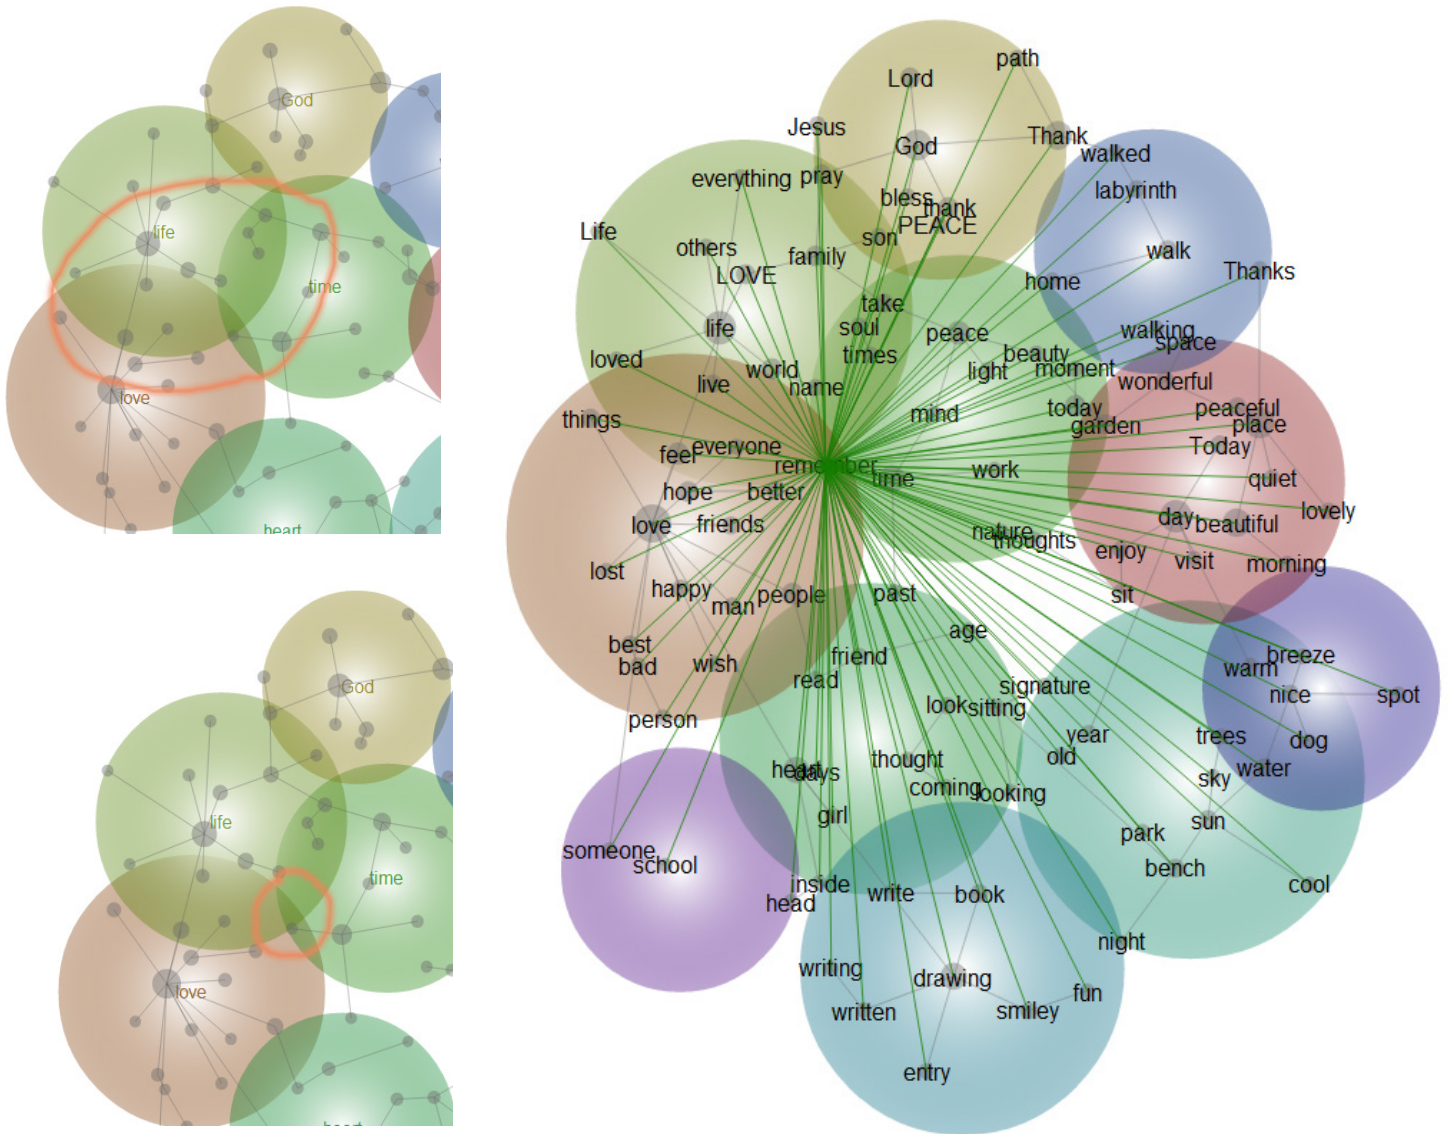 God
life
time
love
heart
God
life
time
love
heart
path
Lord
Jesus
Thank
God
walked
everything
pray
labyrinth
bless
thank
PEACE
Life
son
others
family
walk
LOVE
home
Thanks
take
life
soul
peace
walking
space
loved
times
beauty
world
light
moment
live
name
wonderful
things
mind
today
peaceful
garden
place
everyone
feel
Today
remember
time
work
quiet
hope
better
love
friends
day
beautiful
lovely
nature
thoughts
enjoy
visit
morning
lost
happy
man
people
past
sit
age
best
bad
wish
friend
breeze
warm
read
signature
nice
spot
look
sitting
person
year
trees
dog
old
thought
heart
days
sky
water
coming
looking
girl
sun
park
someone
school
bench
inside
write
book
cool
head
night
writing
drawing
fun
written
smiley
entry